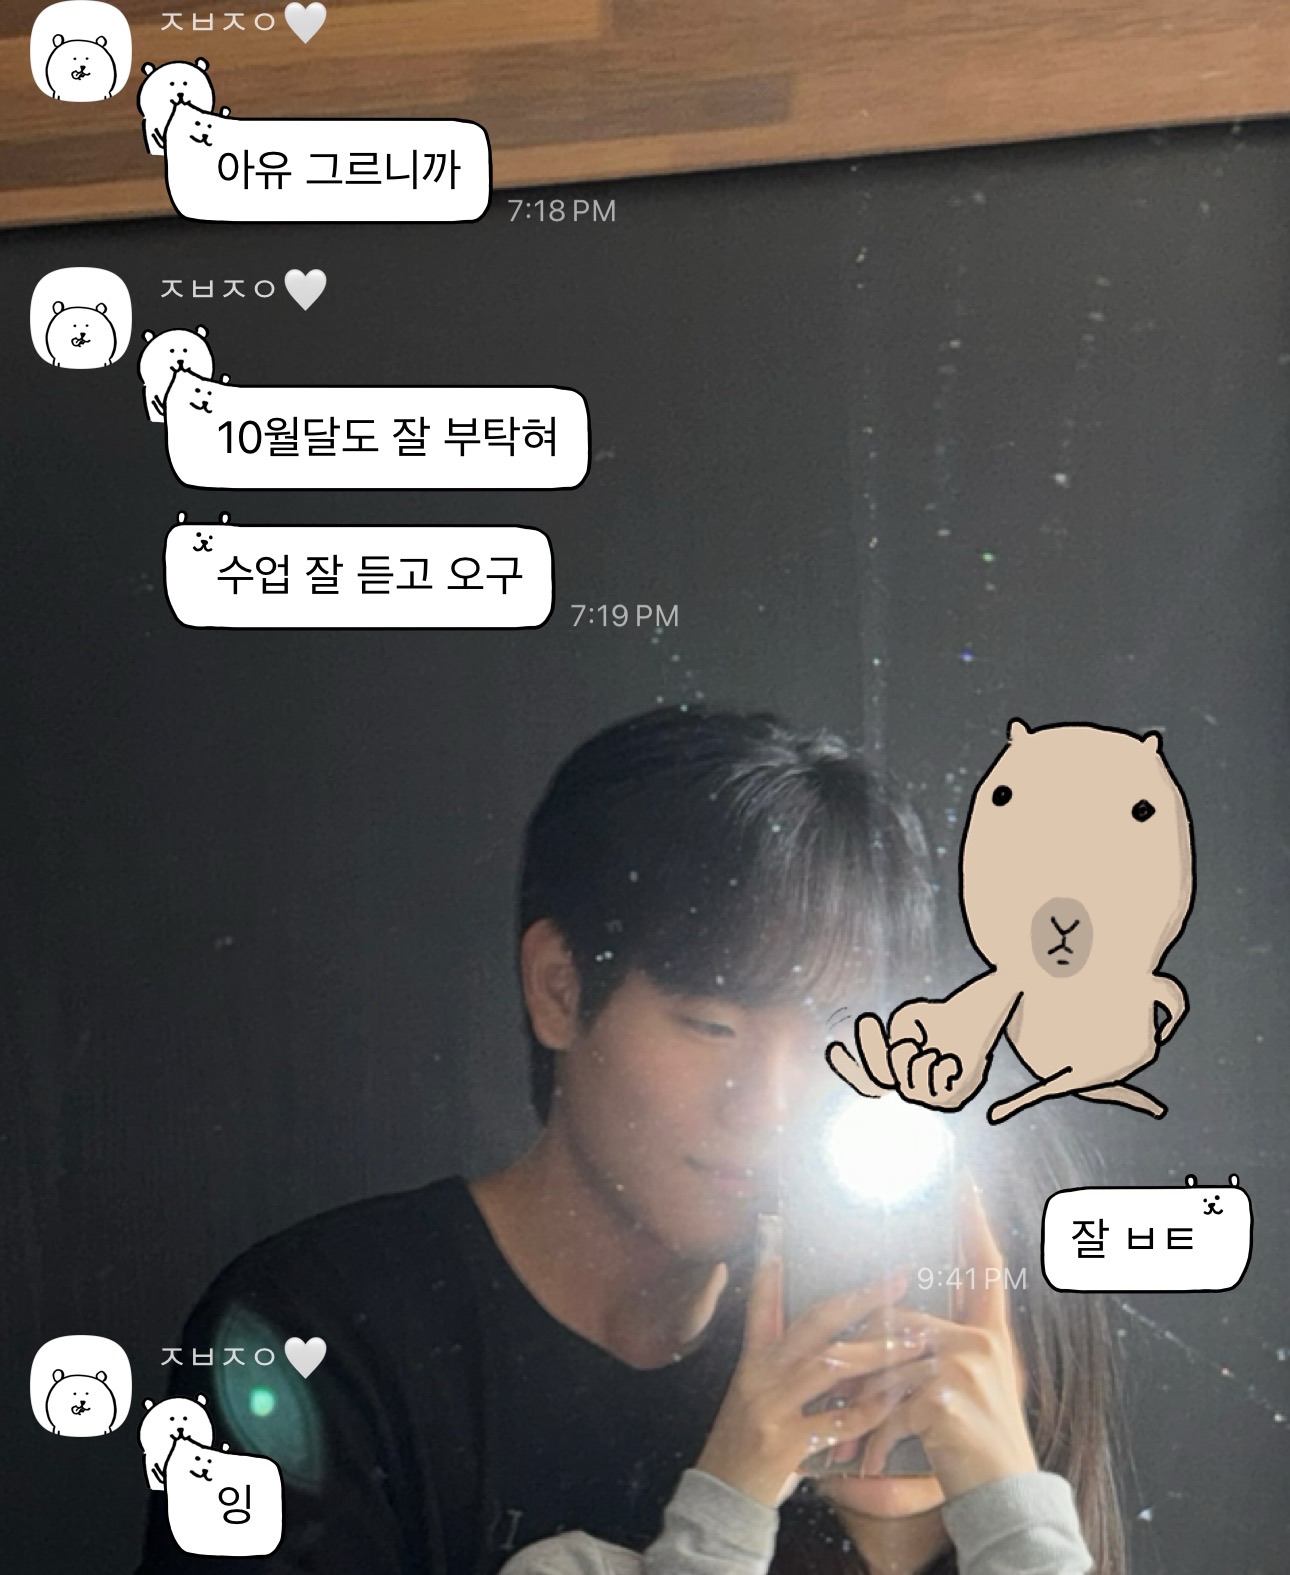 ㅈㅂㅈㅇ🤍
아유 그르니까
7:18 PM
ㅈㅂㅈㅇ🤍
10월달도 잘 부탁혀
수업 잘 듣고 오구
7:19 PM
잘 ㅂㅌ
9:41 PM
ㅈㅂㅈㅇ🤍
잉